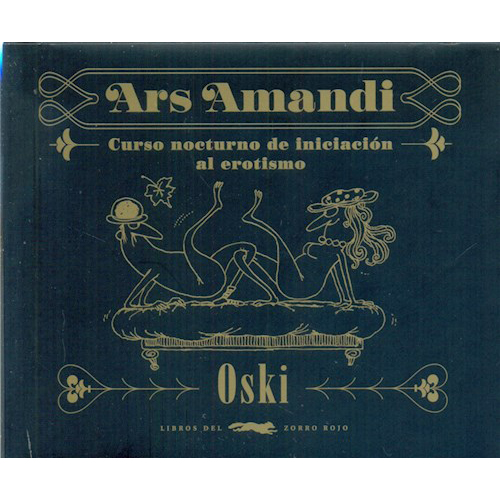 Ars Amandi
Curso nocturno de iniciación
al erotismo
Oski
LIBROS DEL ZORRO ROJO